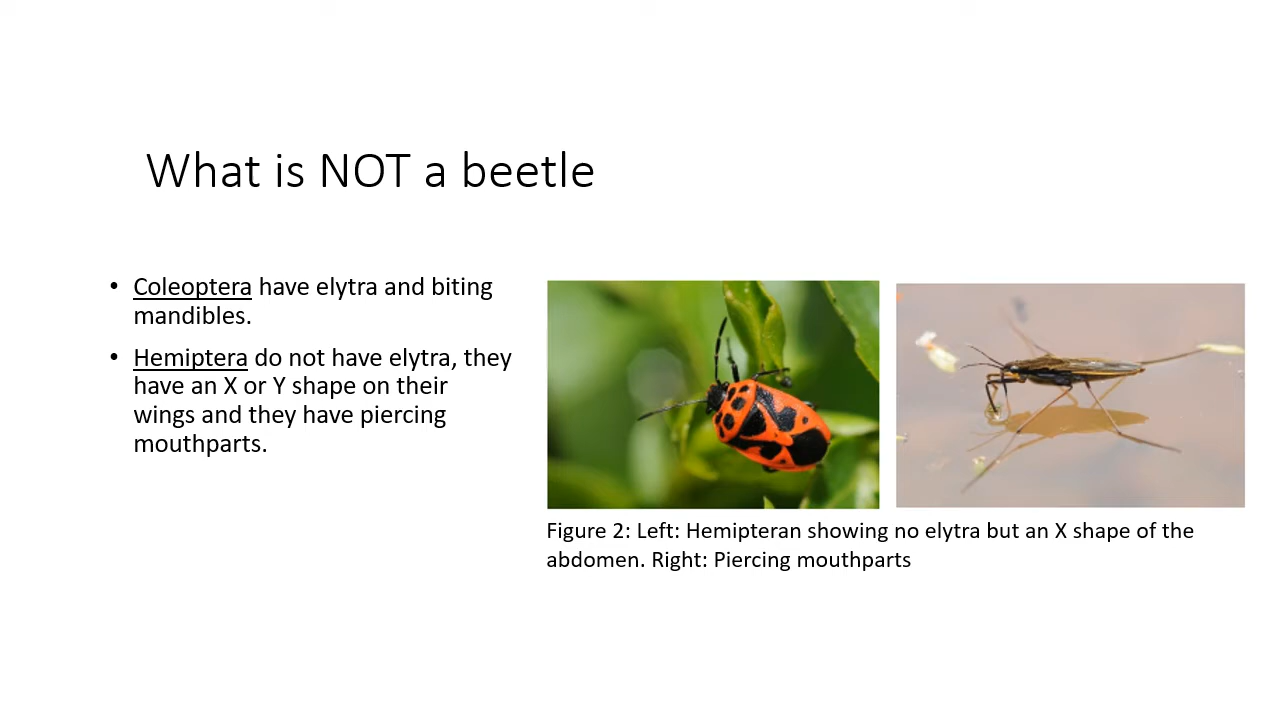 What is NOT a beetle
• Coleoptera have elytra and biting
mandibles.
• Hemiptera do not have elytra, they
have an X or Y shape on their
wings and they have piercing
mouthparts.
Figure 2: Left: Hemipteran showing no elytra but an X shape of the
abdomen. Right: Piercing mouthparts